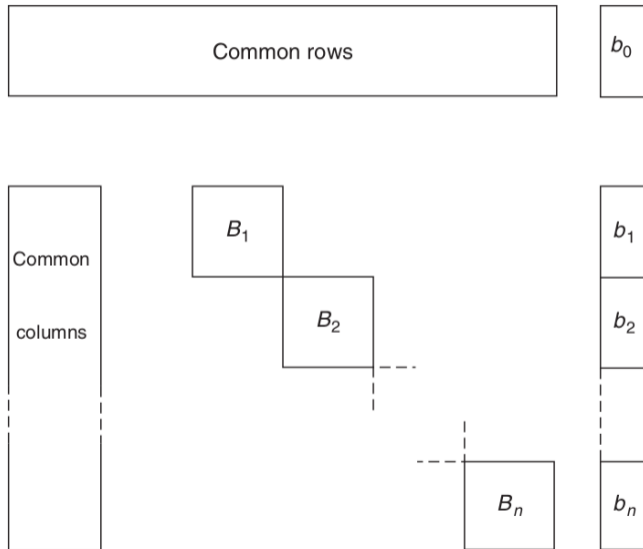 Common rows b₀
B₁ b₁
Common
B₂ b₂
columns
Bₙ bₙ